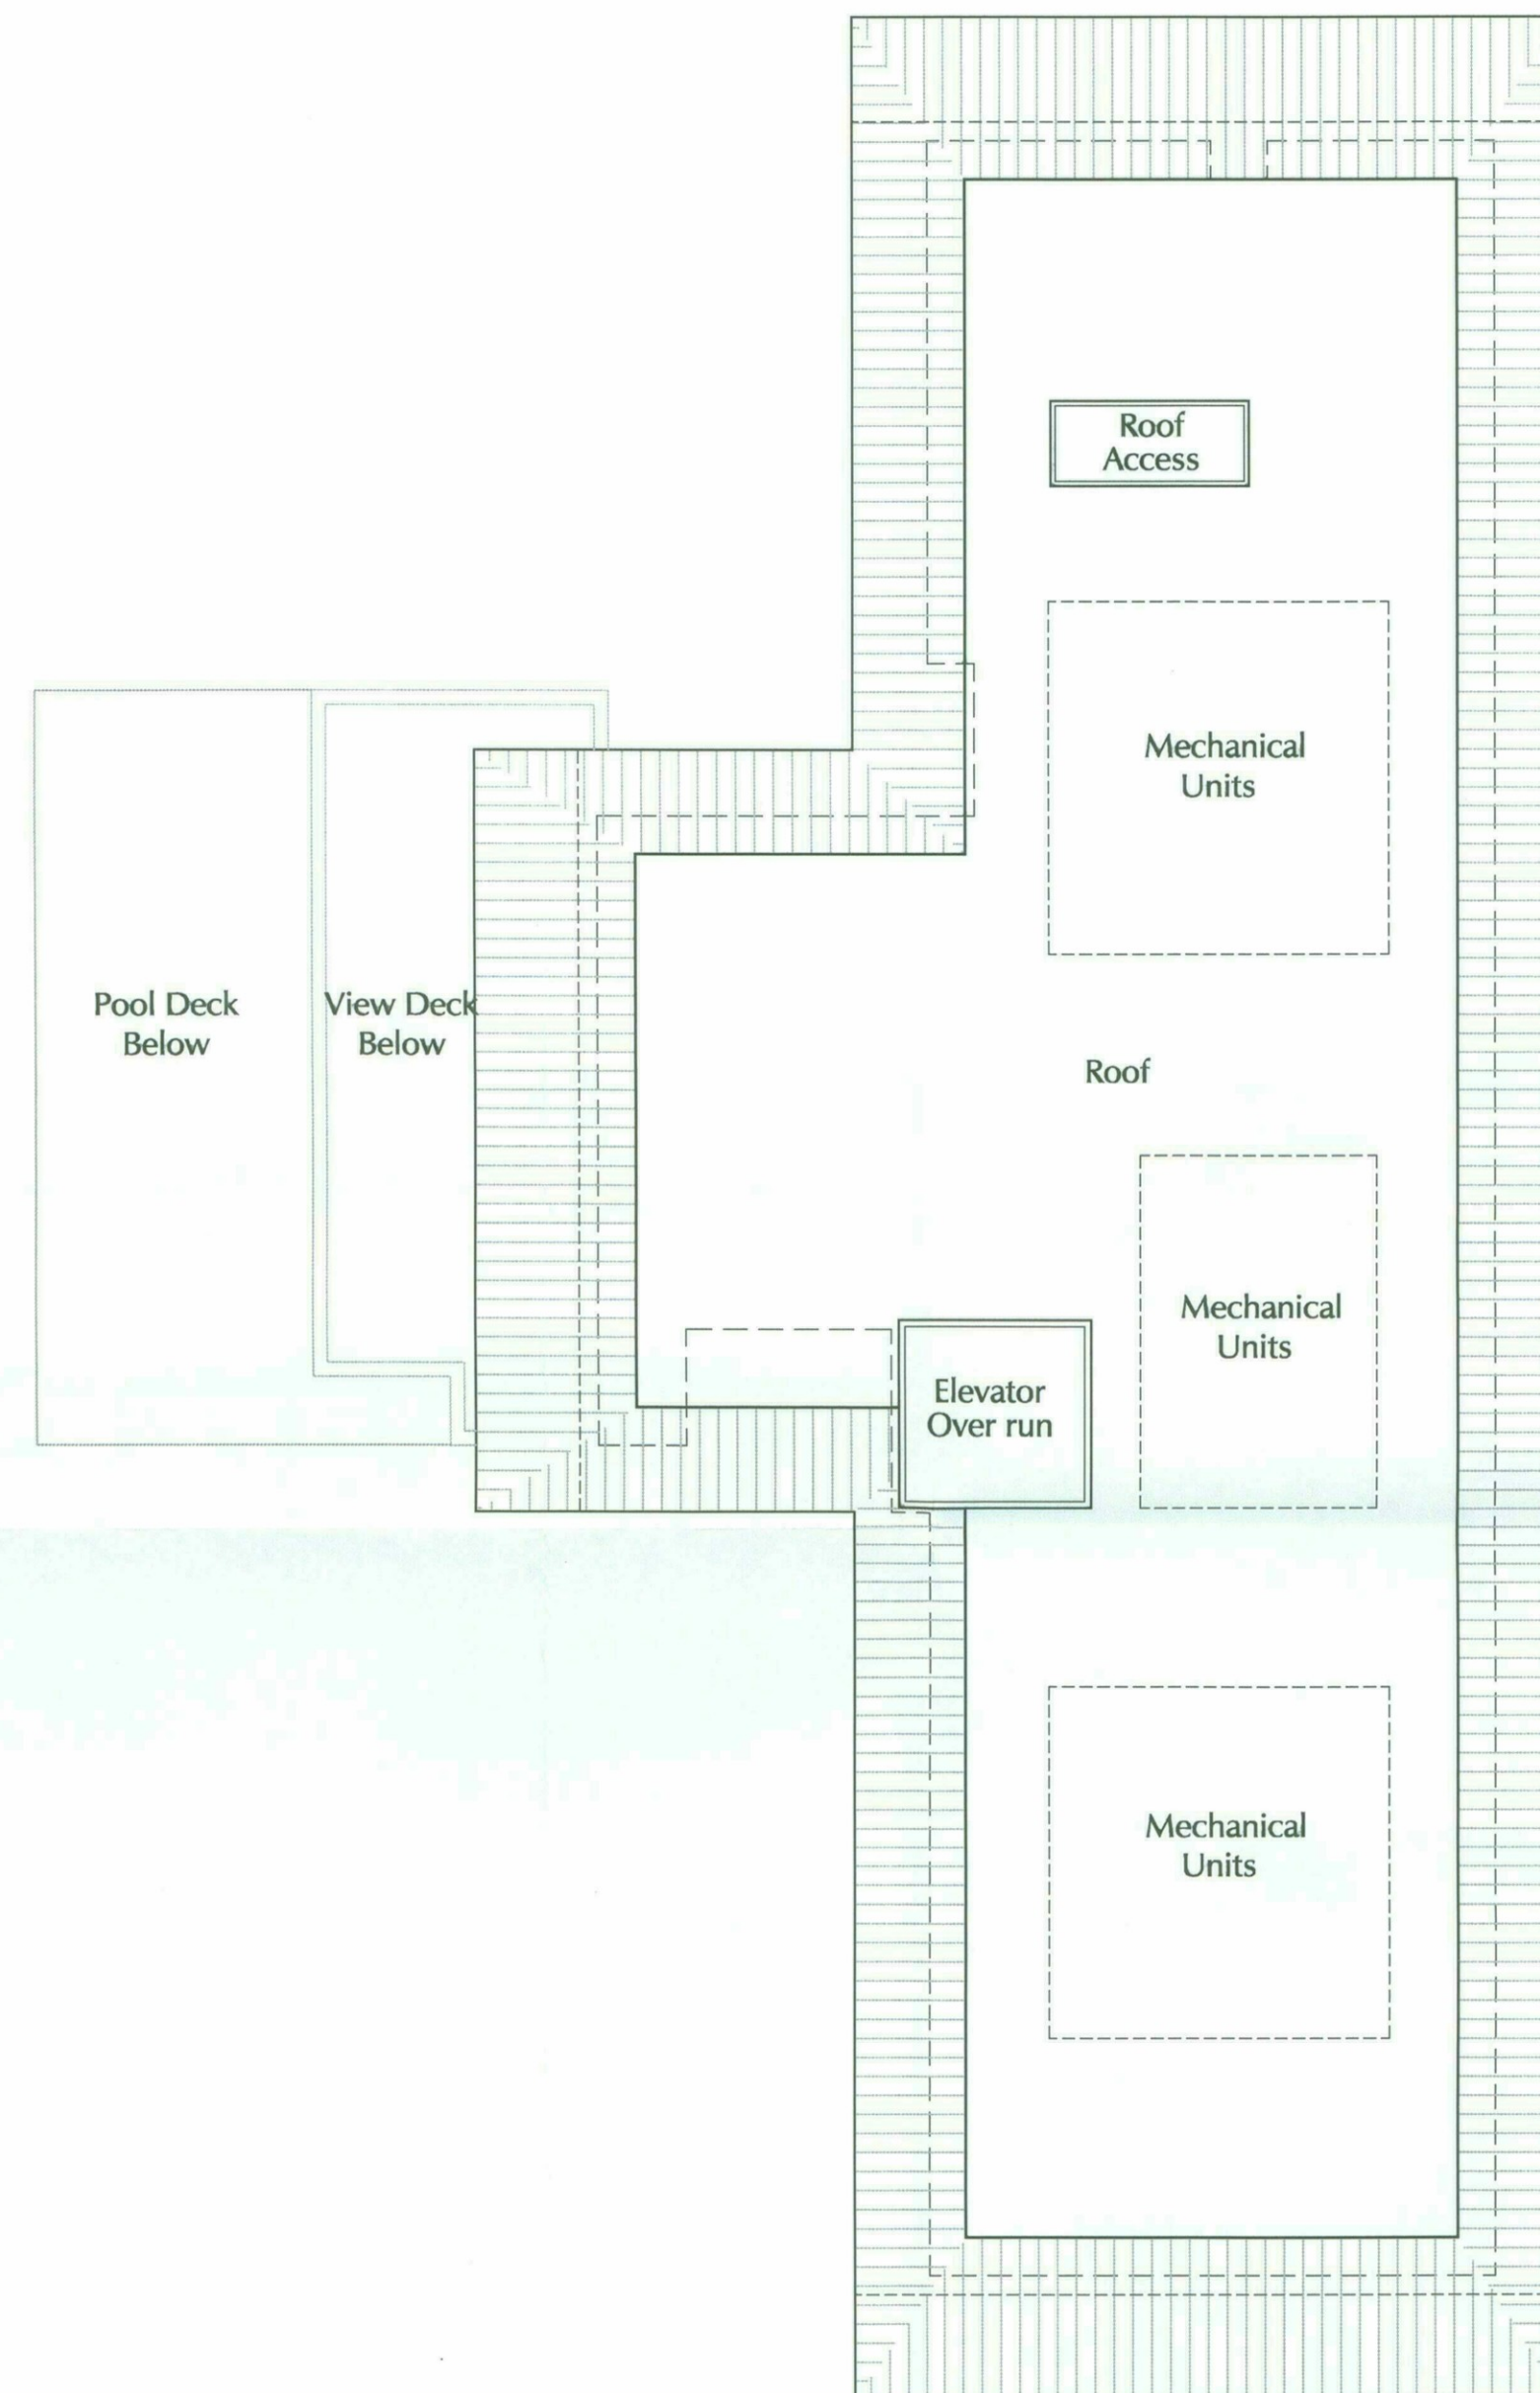 Roof
Access
Mechanical
Units
Pool Deck
Below
View Deck
Below
Roof
Mechanical
Units
Elevator
Over run
Mechanical
Units